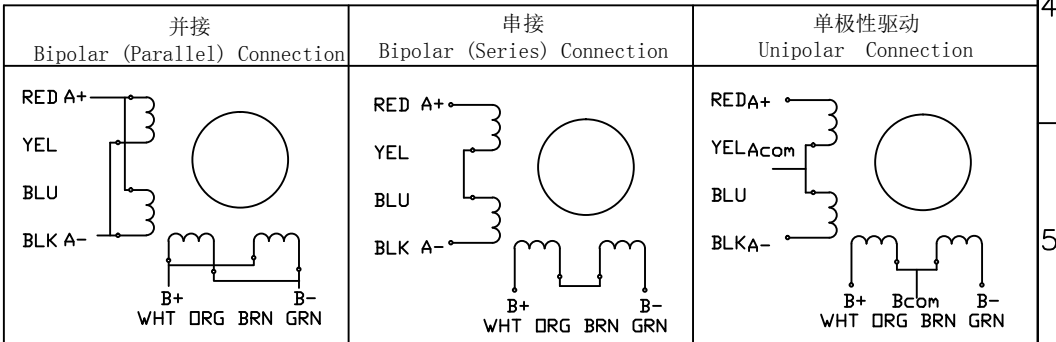 并接
Bipolar (Parallel) Connection
RED A+
YEL
BLU
BLK A-
B+ B-
WHT ORG BRN GRN
串接
Bipolar (Series) Connection
RED A+
YEL
BLU
BLK A-
B+ B-
WHT ORG BRN GRN
单极性驱动
Unipolar Connection
RED A+
YEL Acom
BLU
BLK A-
B+ Bcom B-
WHT ORG BRN GRN
4
5